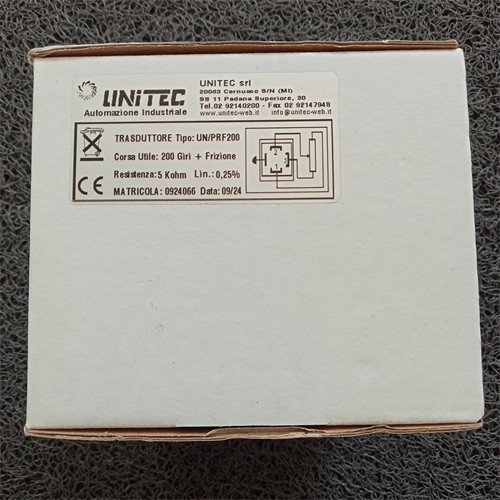 UNITEC
Automazione Industriale
UNITEC srl
20063 Cernusco S/N (MI)
SS 11 Padana Superiore, 30
Tel. 02 92140200 - Fax 02 92147948
www.unitec-web.it info@unitec-web.it
TRASDUTTORE Tipo: UN/PRF200
Corsa Utile: 200 Giri + Frizione
Resistenza: 5 Kohm Lin.: 0,25%
MATRICOLA: 0924066 Data: 09/24
CE